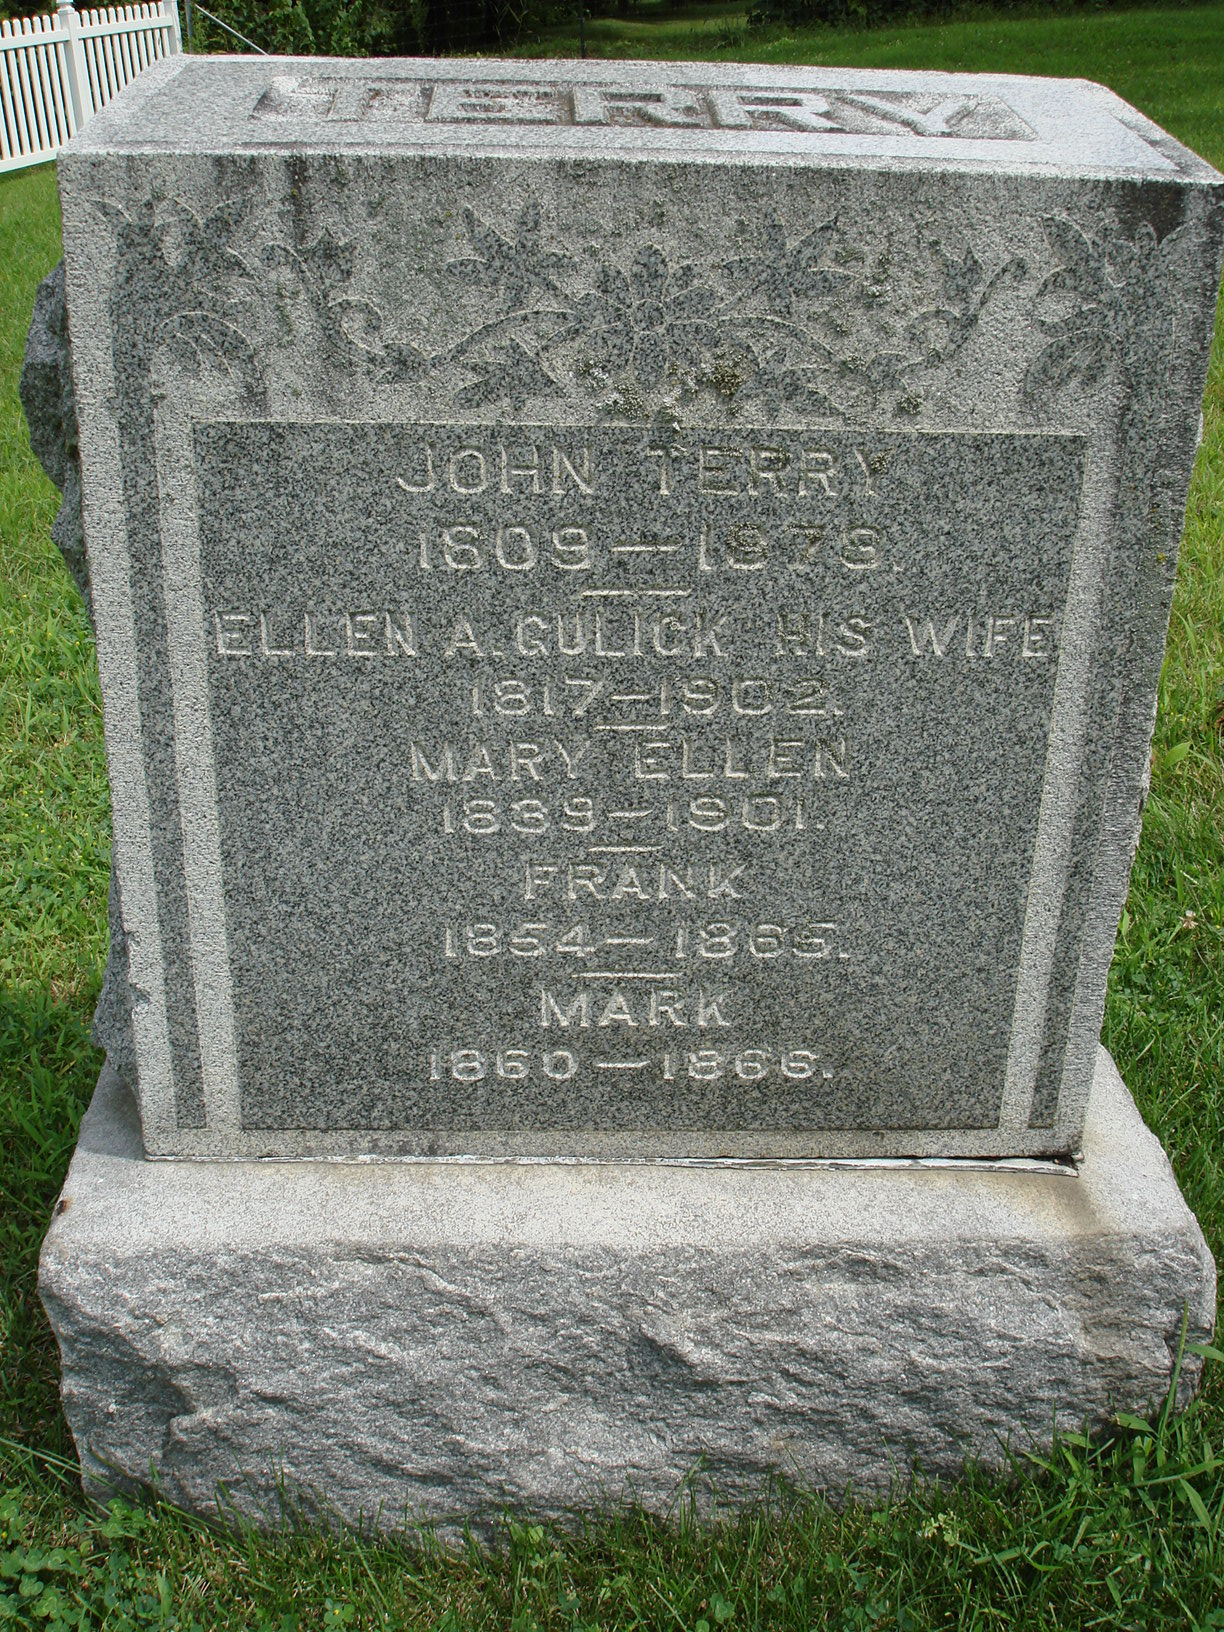 TERRY
JOHN TERRY
1809—1878.
ELLEN A. GULICK HIS WIFE
1817—1902.
MARY ELLEN
1839—1901.
FRANK
1854—1865.
MARK
1860—1866.